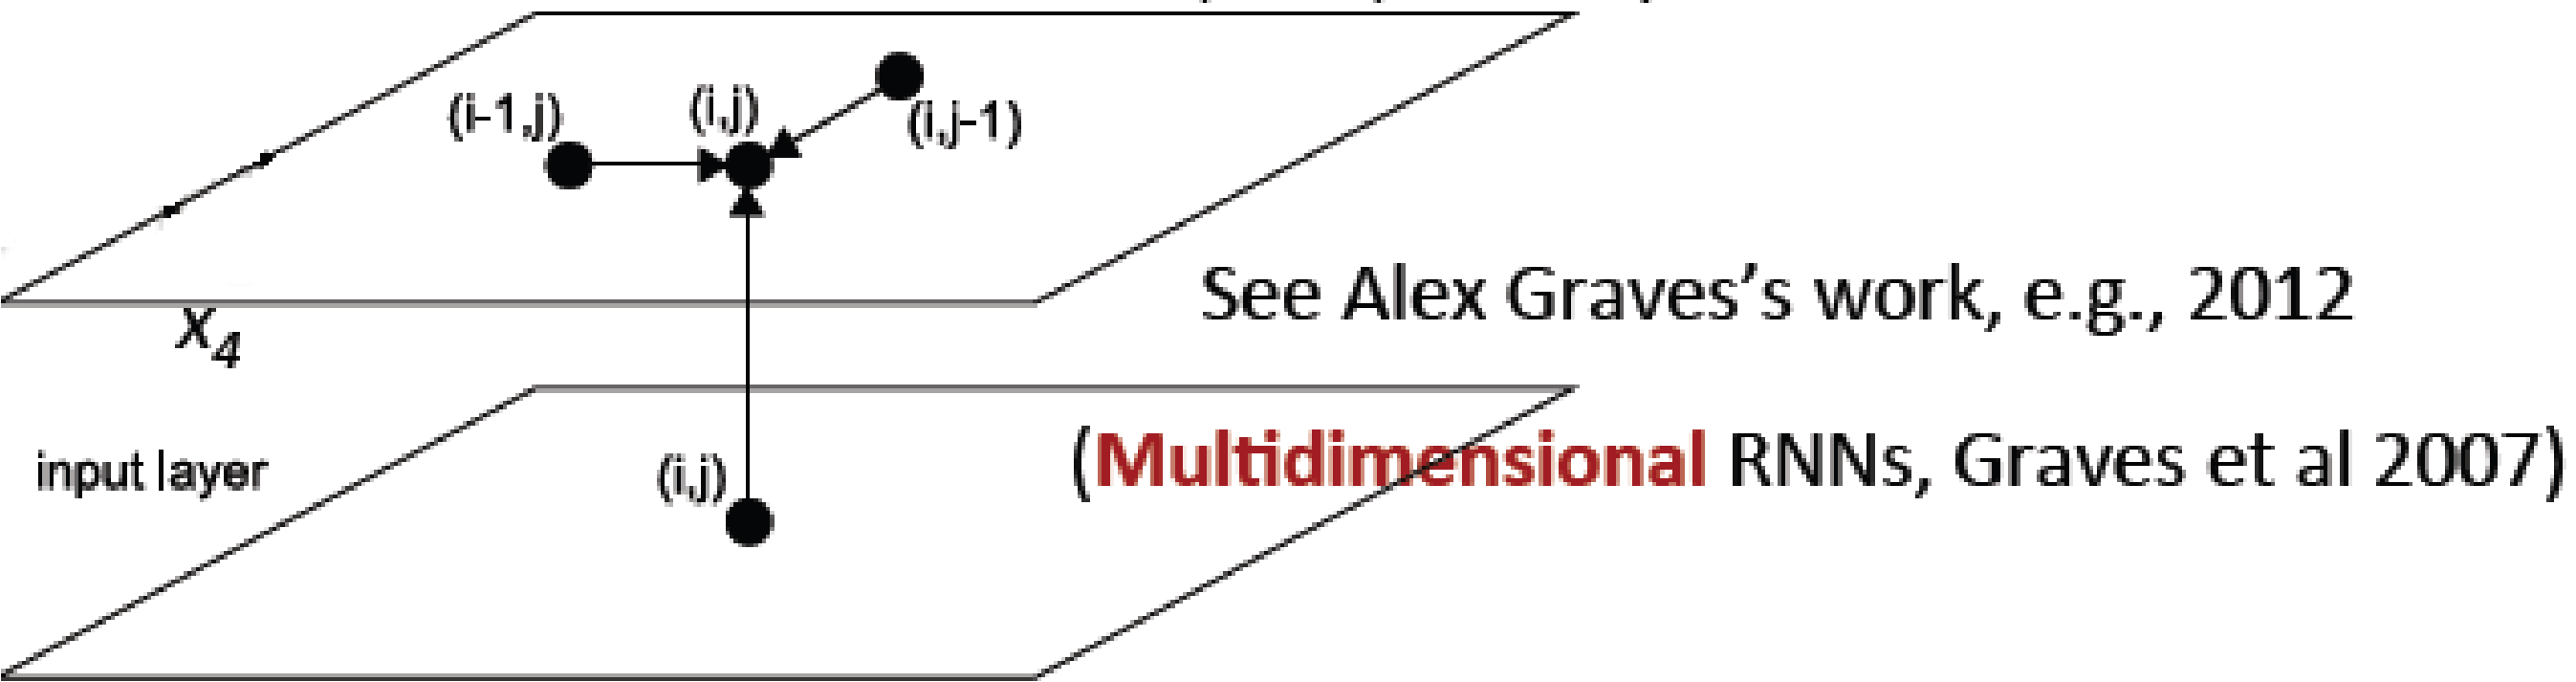 (i-1,j)
(i,j)
(i,j-1)
See Alex Graves's work, e.g., 2012
x4
input layer
(i,j)
(Multidimensional RNNs, Graves et al 2007)